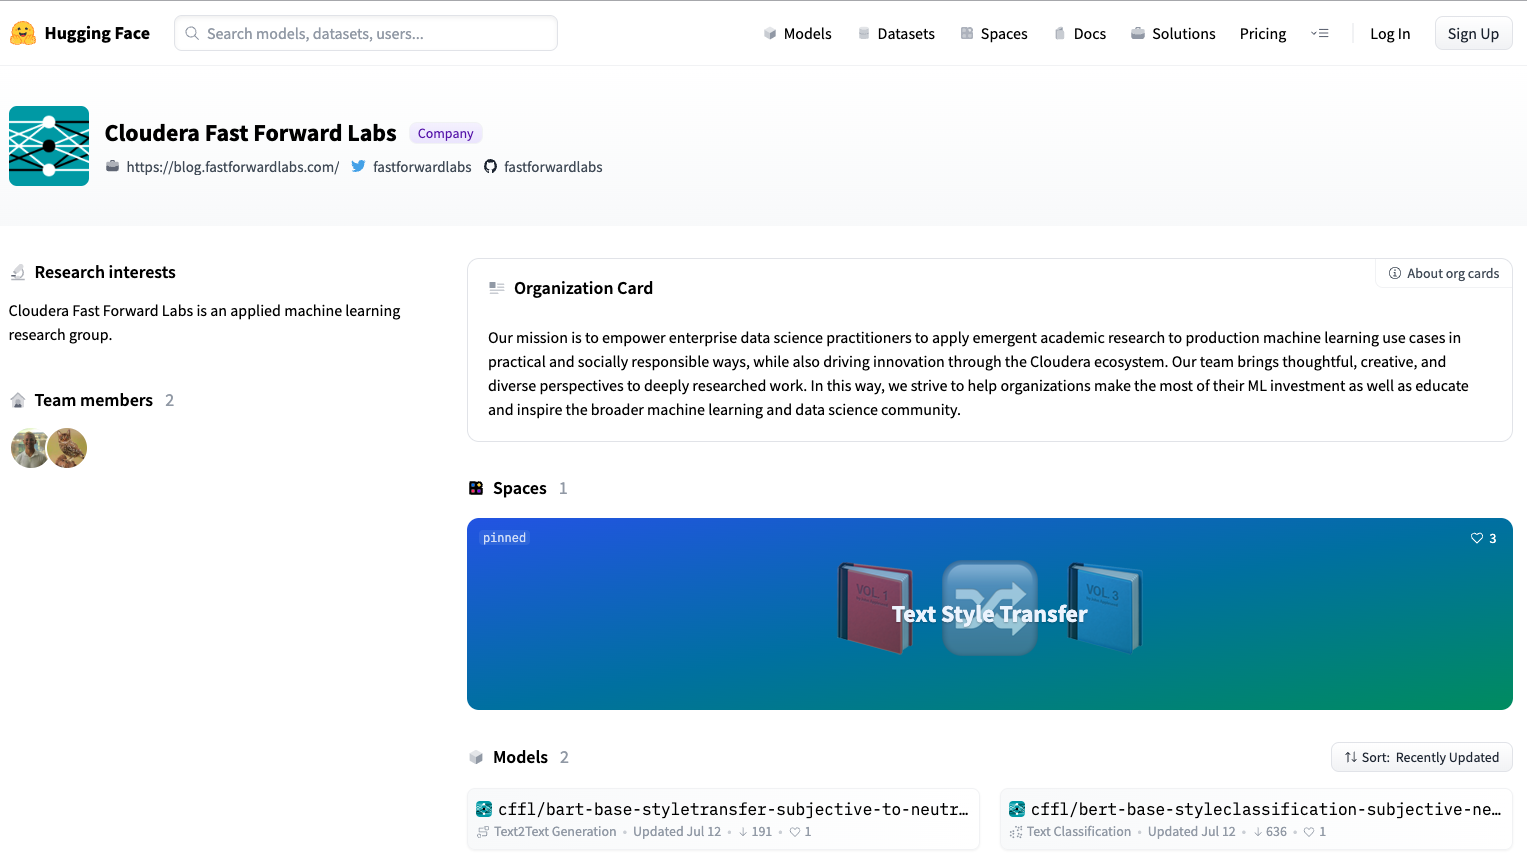 Hugging Face
Search models, datasets, users...
Models
Datasets
Spaces
Docs
Solutions
Pricing
Log In
Sign Up
Cloudera Fast Forward Labs Company
https://blog.fastforwardlabs.com/ fastforwardlabs fastforwardlabs
Research interests
Cloudera Fast Forward Labs is an applied machine learning
research group.
Team members 2
About org cards
Organization Card
Our mission is to empower enterprise data science practitioners to apply emergent academic research to production machine learning use cases in
practical and socially responsible ways, while also driving innovation through the Cloudera ecosystem. Our team brings thoughtful, creative, and
diverse perspectives to deeply researched work. In this way, we strive to help organizations make the most of their ML investment as well as educate
and inspire the broader machine learning and data science community.
Spaces 1
pinned
3
VOL. 1
VOL. 3
Text Style Transfer
Models 2
Sort: Recently Updated
cffl/bart-base-styletransfer-subjective-to-neutr…
Text2Text Generation • Updated Jul 12 • ↓ 191 • ♡ 1
cffl/bert-base-styleclassification-subjective-ne…
Text Classification • Updated Jul 12 • ↓ 636 • ♡ 1